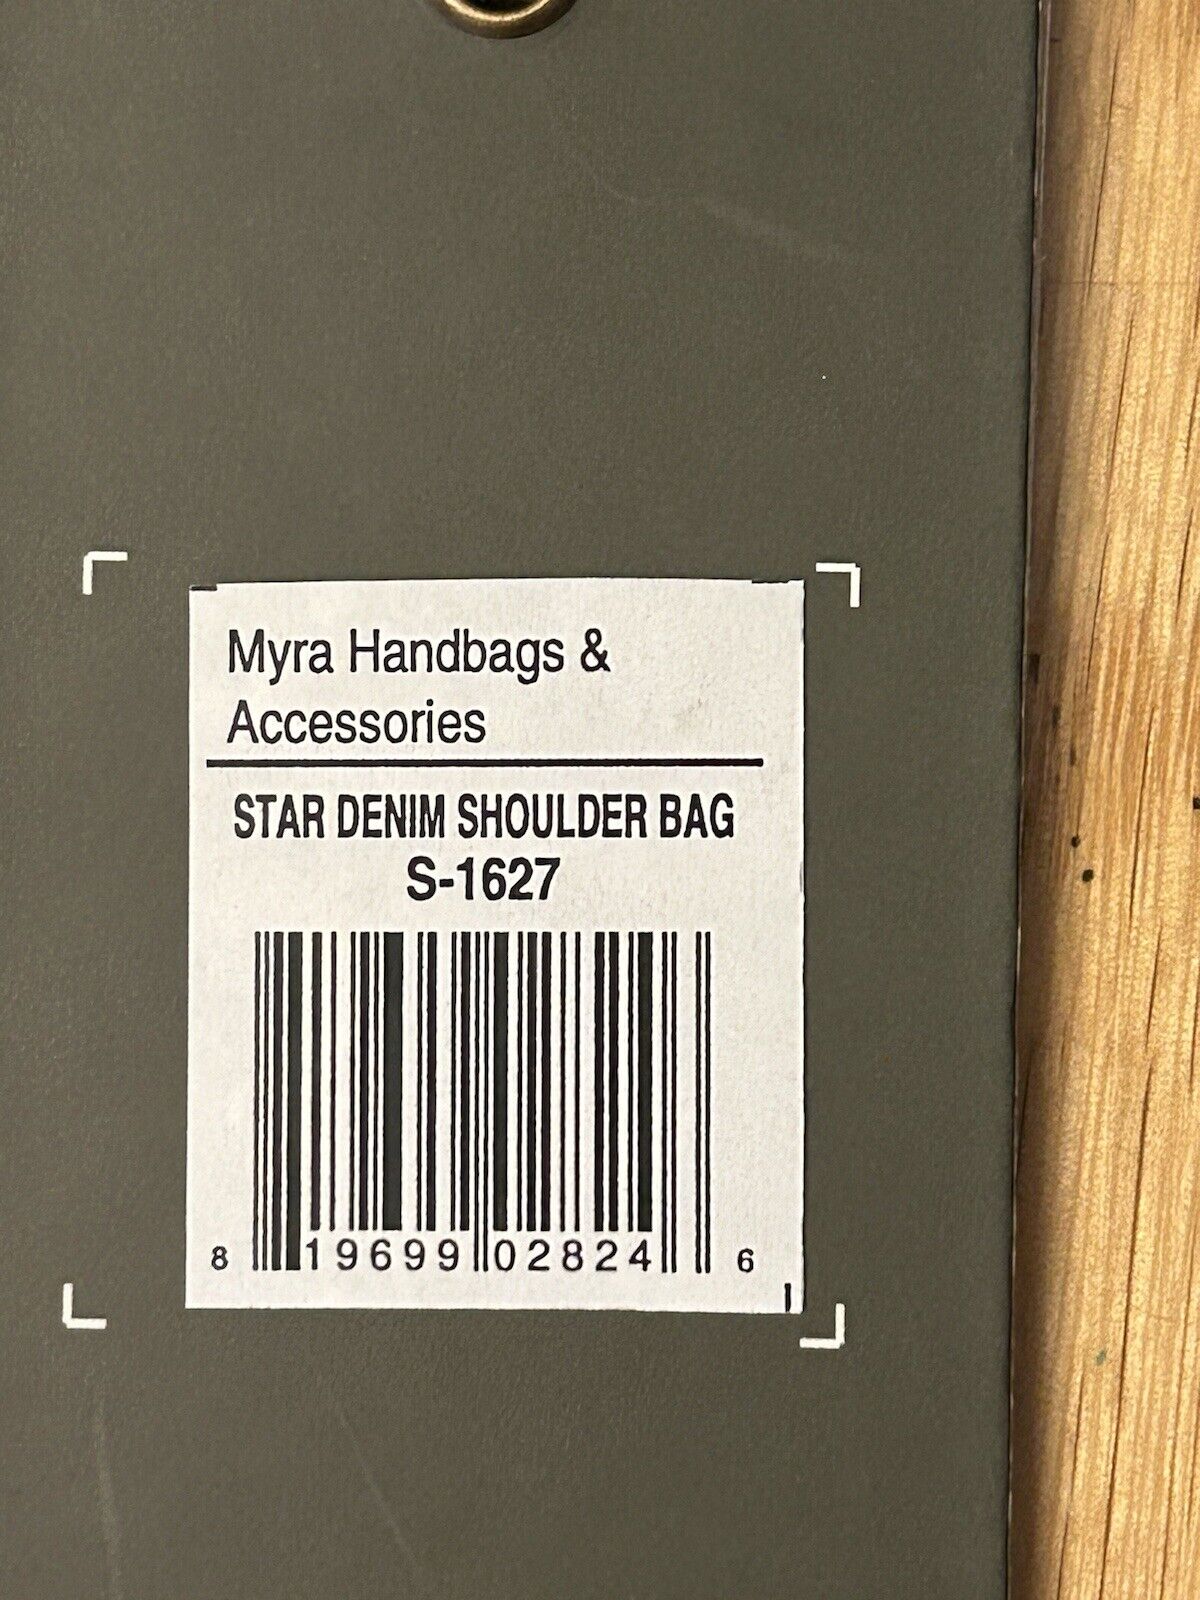 Myra Handbags &
Accessories
STAR DENIM SHOULDER BAG
S-1627
8 19699 02824 6